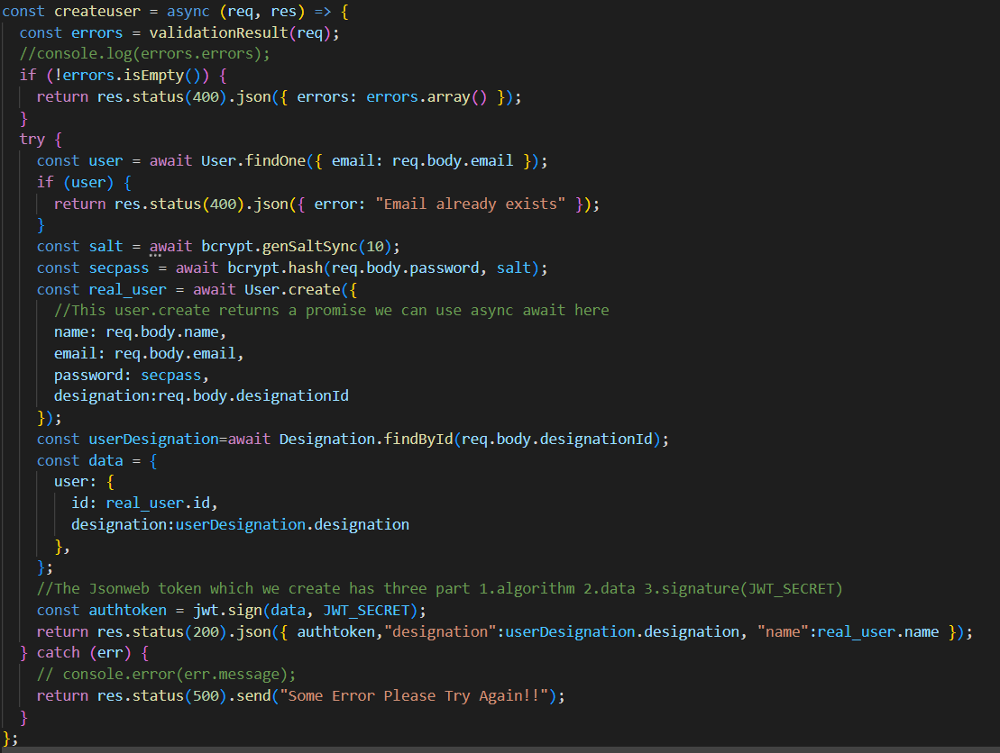 const createuser = async (req, res) => {
  const errors = validationResult(req);
  //console.log(errors.errors);
  if (!errors.isEmpty()) {
    return res.status(400).json({ errors: errors.array() });
  }
  try {
    const user = await User.findOne({ email: req.body.email });
    if (user) {
      return res.status(400).json({ error: "Email already exists" });
    }
    const salt = await bcrypt.genSaltSync(10);
    const secpass = await bcrypt.hash(req.body.password, salt);
    const real_user = await User.create({
      //This user.create returns a promise we can use async await here
      name: req.body.name,
      email: req.body.email,
      password: secpass,
      designation:req.body.designationId
    });
    const userDesignation=await Designation.findById(req.body.designationId);
    const data = {
      user: {
        id: real_user.id,
        designation:userDesignation.designation
      },
    };
    //The Jsonweb token which we create has three part 1.algorithm 2.data 3.signature(JWT_SECRET)
    const authtoken = jwt.sign(data, JWT_SECRET);
    return res.status(200).json({ authtoken,"designation":userDesignation.designation, "name":real_user.name });
  } catch (err) {
    // console.error(err.message);
    return res.status(500).send("Some Error Please Try Again!!");
  }
};